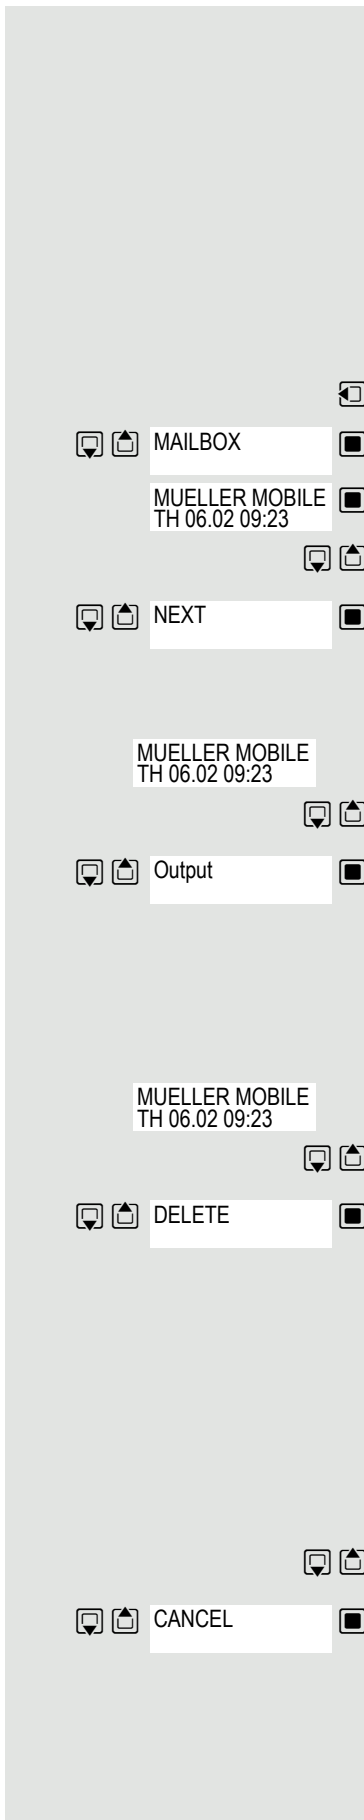 MAILBOX
MUELLER MOBILE
TH 06.02 09:23
NEXT
MUELLER MOBILE
TH 06.02 09:23
Output
MUELLER MOBILE
TH 06.02 09:23
DELETE
CANCEL